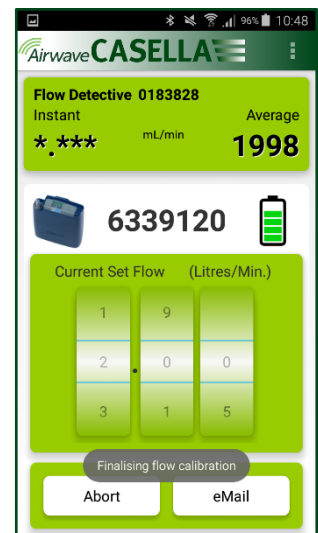 96% 10:48
Airwave CASELLA
Flow Detective 0183828
Instant Average
*.*** mL/min 1998
6339120
Current Set Flow (Litres/Min.)
1 9
2 . 0 0
3 1 5
Finalising flow calibration
Abort eMail